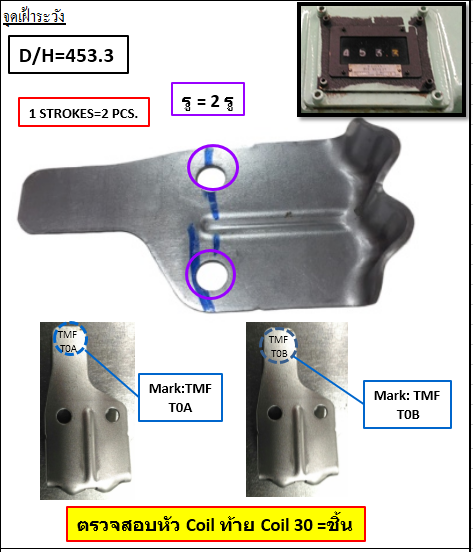 จุดเฝ้าระวัง
D/H=453.3
1 STROKES=2 PCS.
รู = 2 รู
TMF
T0A
Mark:TMF
T0A
TMF
T0B
Mark: TMF
T0B
ตรวจสอบหัว Coil ท้าย Coil 30 =ชิ้น